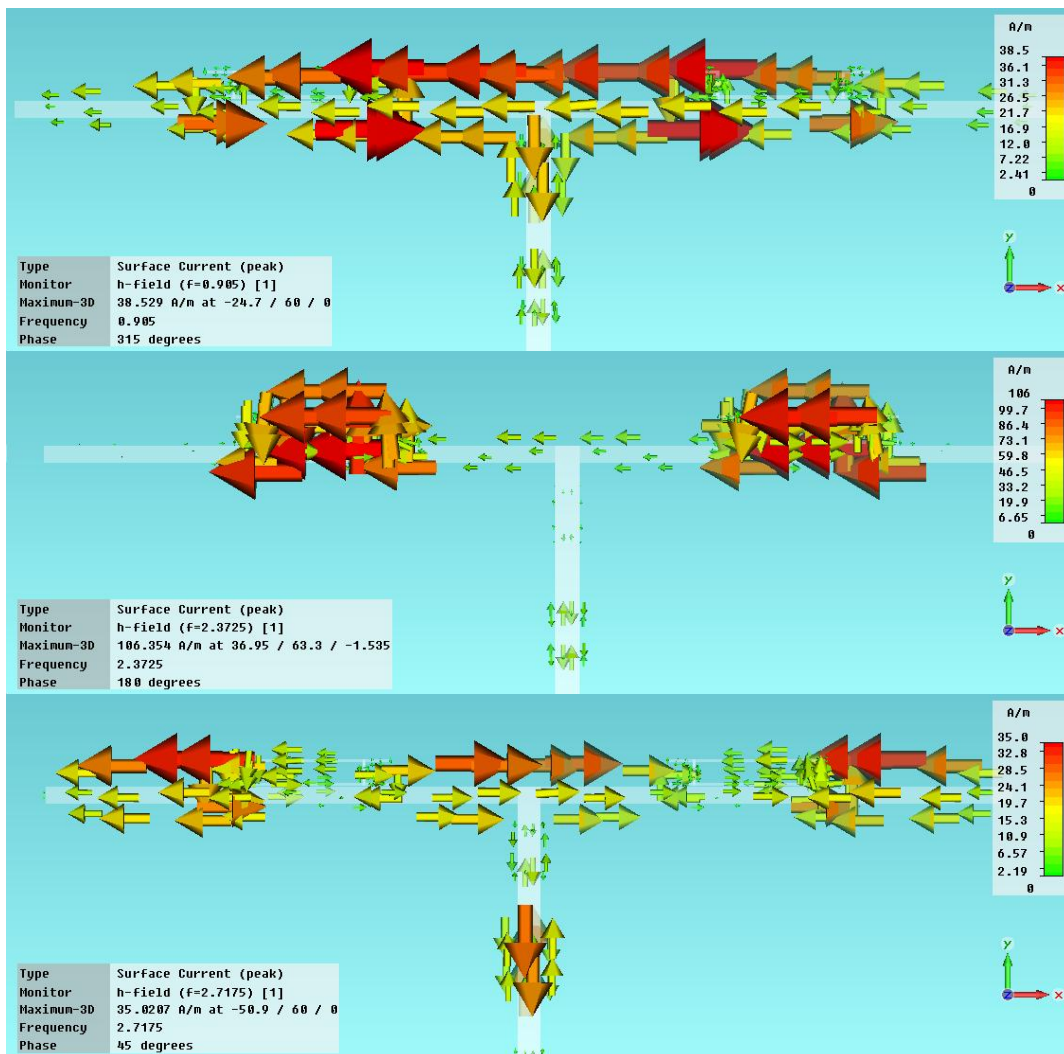 A/m
38.5
36.1
31.3
26.5
21.7
16.9
12.0
7.22
2.41
0
y
z
x
Type Surface Current (peak)
Monitor h-field (f=0.905) [1]
Maximum-3D 38.529 A/m at -24.7 / 60 / 0
Frequency 0.905
Phase 315 degrees
A/m
106
99.7
86.4
73.1
59.8
46.5
33.2
19.9
6.65
0
y
z
x
Type Surface Current (peak)
Monitor h-field (f=2.3725) [1]
Maximum-3D 106.354 A/m at 36.95 / 63.3 / -1.535
Frequency 2.3725
Phase 180 degrees
A/m
35.0
32.8
28.5
24.1
19.7
15.3
10.9
6.57
2.19
0
y
z
x
Type Surface Current (peak)
Monitor h-field (f=2.7175) [1]
Maximum-3D 35.0207 A/m at -50.9 / 60 / 0
Frequency 2.7175
Phase 45 degrees